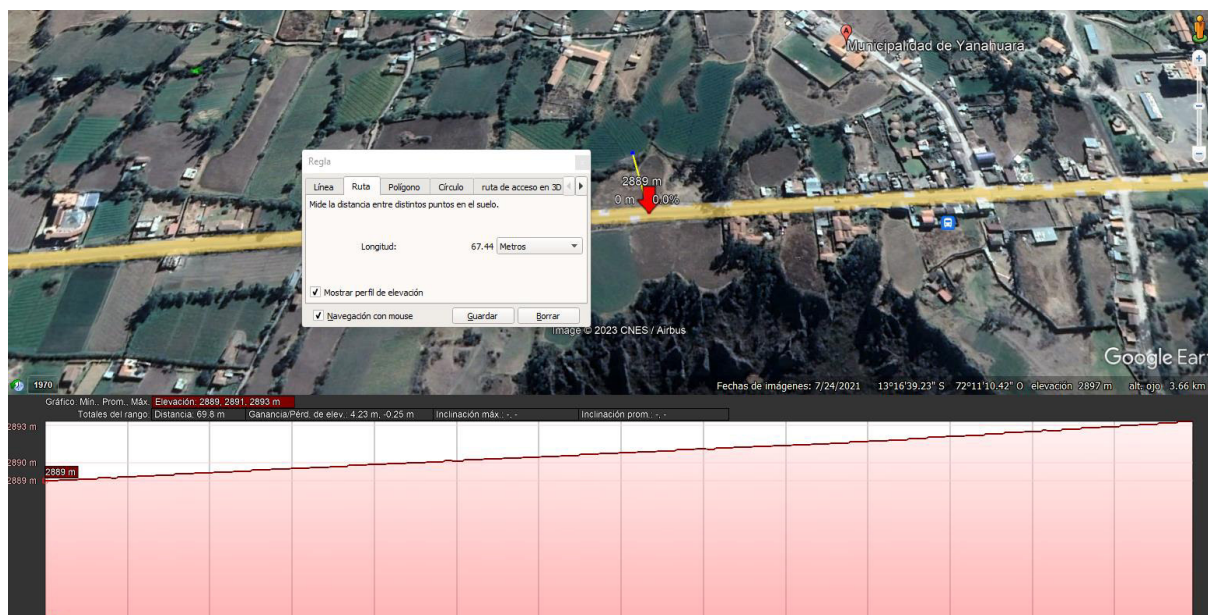 Municipalidad de Yanahuara
A
Regla
Línea Ruta Polígono Círculo ruta de acceso en 3D
Mide la distancia entre distintos puntos en el suelo.
Longitud: 67.44 Metros
Mostrar perfil de elevación
Navegación con mouse Guardar Borrar
2889 m
0 m 0.0%
Image © 2023 CNES / Airbus
Google Ear
1970
Fechas de imágenes: 7/24/2021 13°16'39.23" S 72°11'10.42" O elevación 2897 m alt. ojo 3.66 km
Gráfico: Mín., Prom., Máx. Elevación: 2889, 2891, 2893 m
Totales del rango: Distancia: 69.8 m Ganancia/Pérd. de elev.: 4.23 m, -0.25 m Inclinación máx.: -, - Inclinación prom.: -, -
2893 m
2890 m
2889 m
2889 m